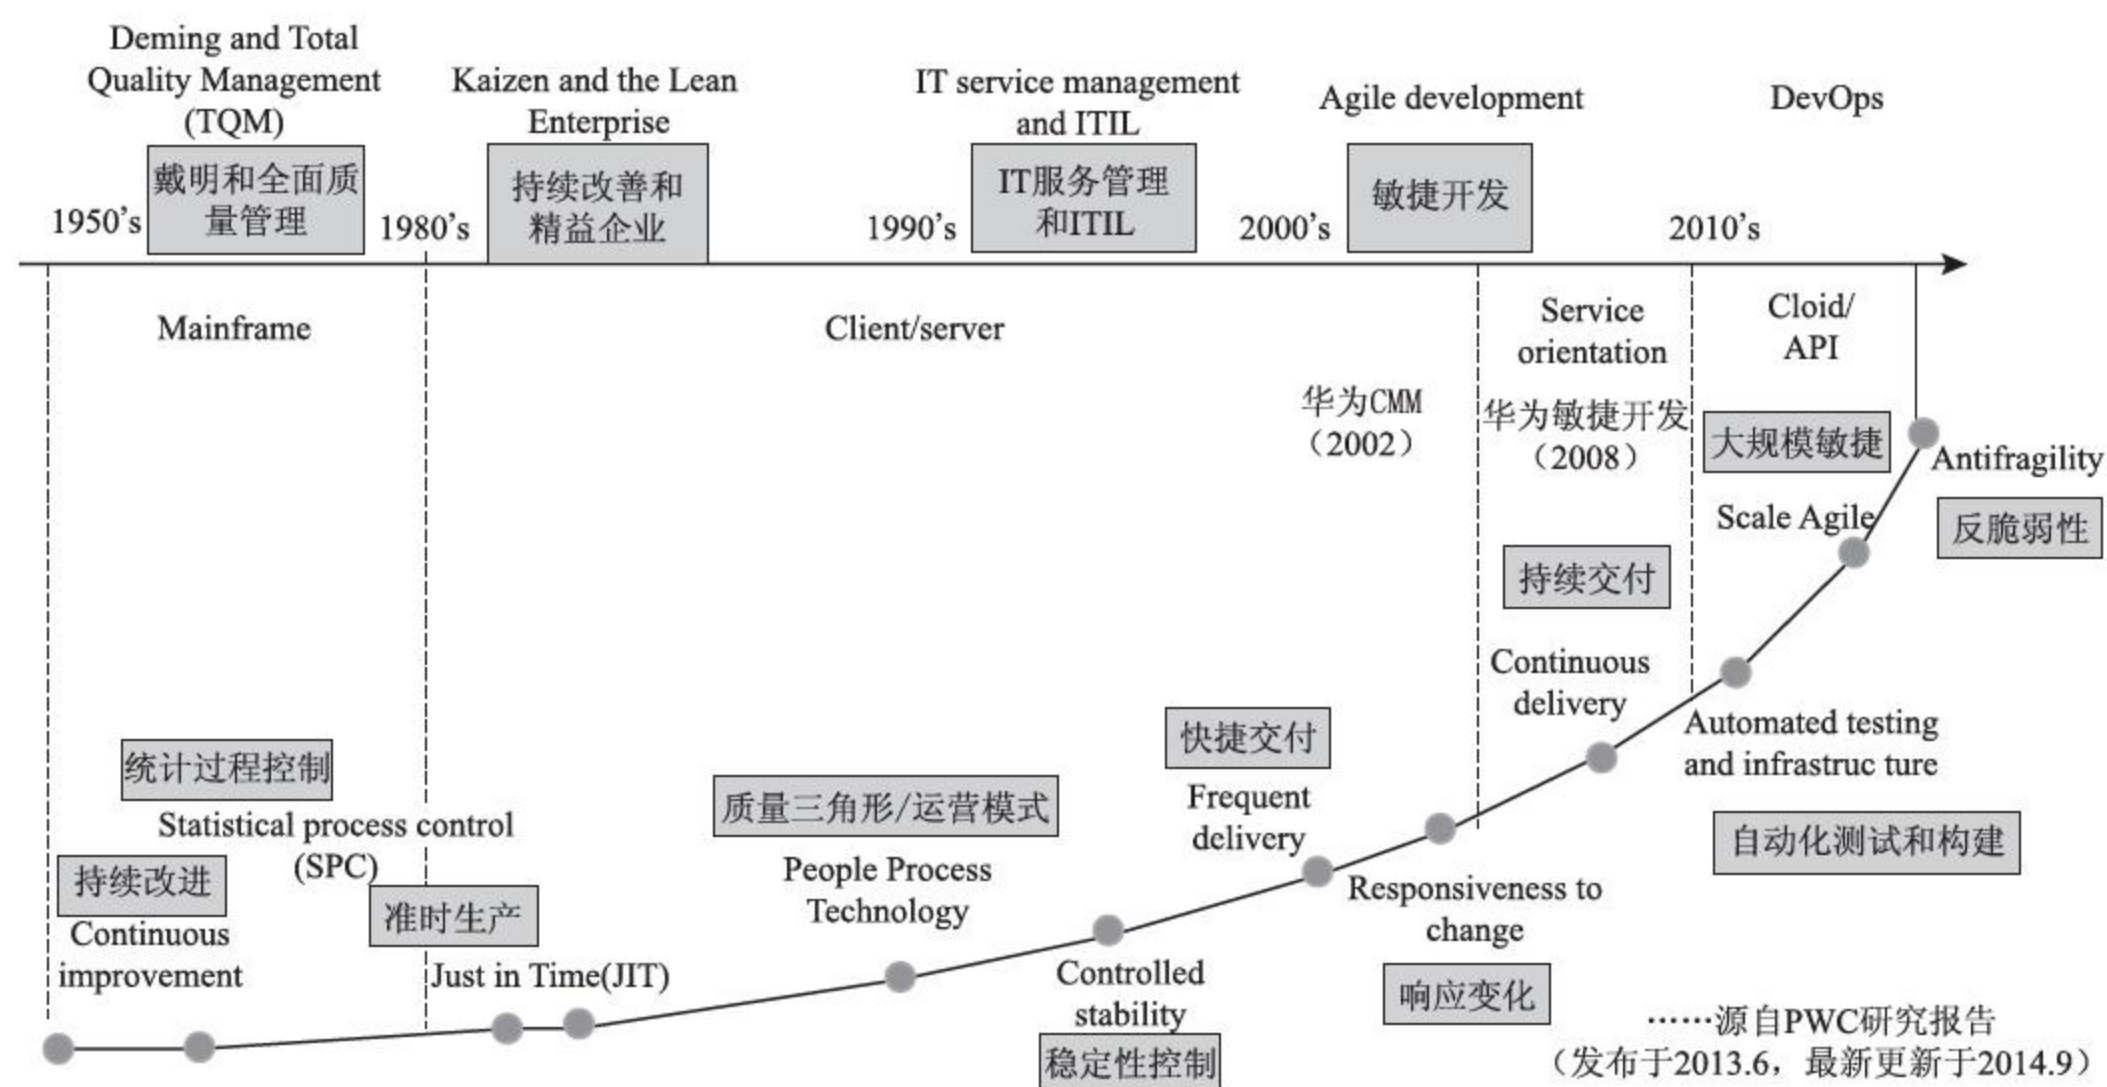 Deming and Total
Quality Management
(TQM)
戴明和全面质
量管理
Kaizen and the Lean
Enterprise
持续改善和
精益企业
IT service management
and ITIL
IT服务管理
和ITIL
Agile development
敏捷开发
DevOps
1950’s
1980’s
1990’s
2000’s
2010’s
Mainframe
Client/server
Service
orientation
Cloid/
API
华为CMM
（2002）
华为敏捷开发
（2008）
大规模敏捷
Scale Agile
Antifragility
反脆弱性
持续交付
Continuous
delivery
Automated testing
and infrastruc ture
自动化测试和构建
快捷交付
Frequent
delivery
统计过程控制
Statistical process control
(SPC)
质量三角形/运营模式
People Process
Technology
持续改进
Continuous
improvement
准时生产
Just in Time(JIT)
Controlled
stability
稳定性控制
Responsiveness to
change
响应变化
……源自PWC研究报告
（发布于2013.6，最新更新于2014.9）